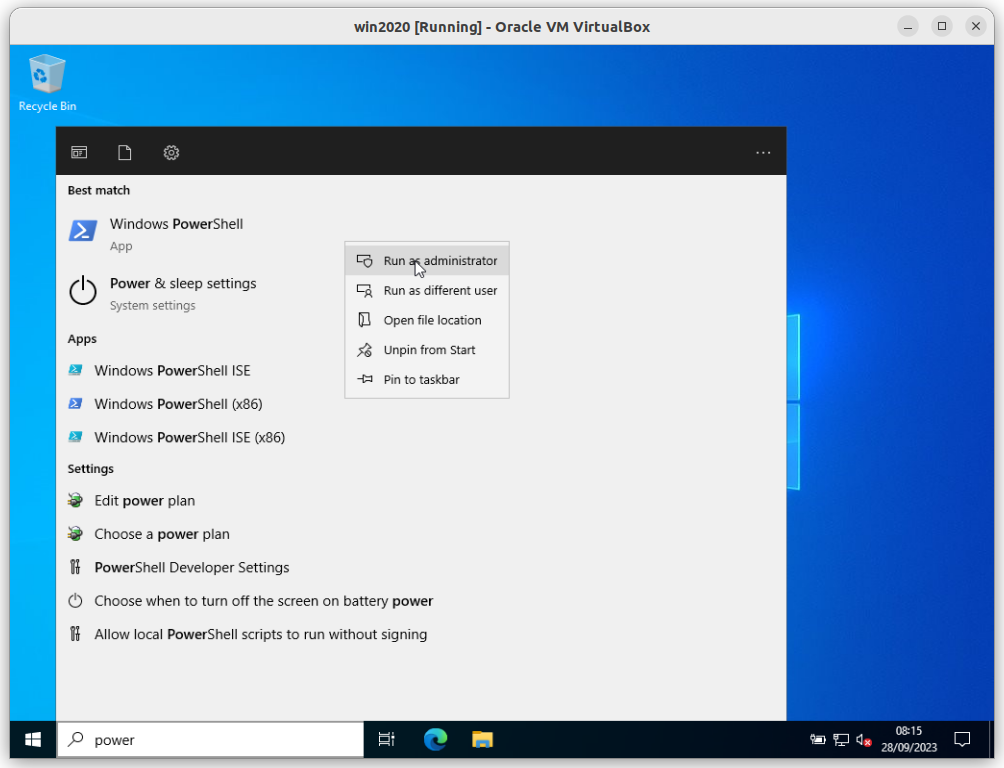 win2020 [Running] - Oracle VM VirtualBox
Recycle Bin
Best match
Windows PowerShell
App
Power & sleep settings
System settings
Apps
Windows PowerShell ISE
Windows PowerShell (x86)
Windows PowerShell ISE (x86)
Settings
Edit power plan
Choose a power plan
PowerShell Developer Settings
Choose when to turn off the screen on battery power
Allow local PowerShell scripts to run without signing
Run as administrator
Run as different user
Open file location
Unpin from Start
Pin to taskbar
power
08:15
28/09/2023